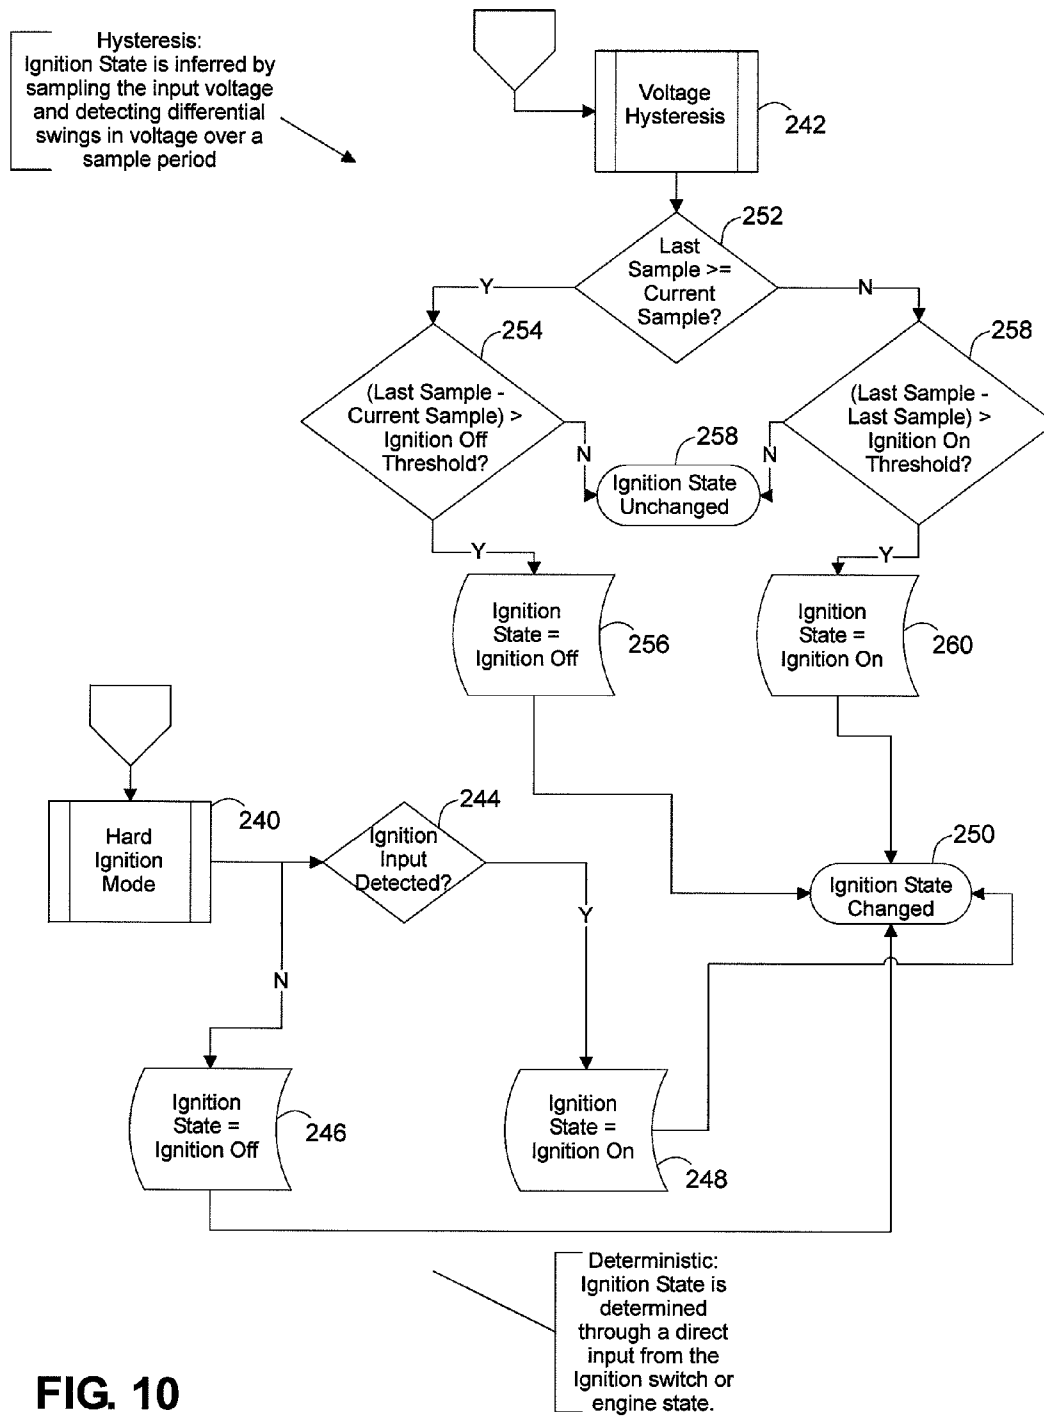 Hysteresis:
Ignition State is inferred by
sampling the input voltage
and detecting differential
swings in voltage over a
sample period
Voltage
Hysteresis
242
252
Last
Sample >=
Current
Sample?
Y
N
254
258
(Last Sample -
Current Sample) >
Ignition Off
Threshold?
(Last Sample -
Last Sample) >
Ignition On
Threshold?
N
258
N
Ignition State
Unchanged
Y
Y
Ignition
State =
Ignition Off
256
Ignition
State =
Ignition On
260
Hard
Ignition
Mode
240
244
Ignition
Input
Detected?
250
Ignition State
Changed
Y
N
Ignition
State =
Ignition Off
246
Ignition
State =
Ignition On
248
Deterministic:
Ignition State is
determined
through a direct
input from the
Ignition switch or
engine state.
FIG. 10